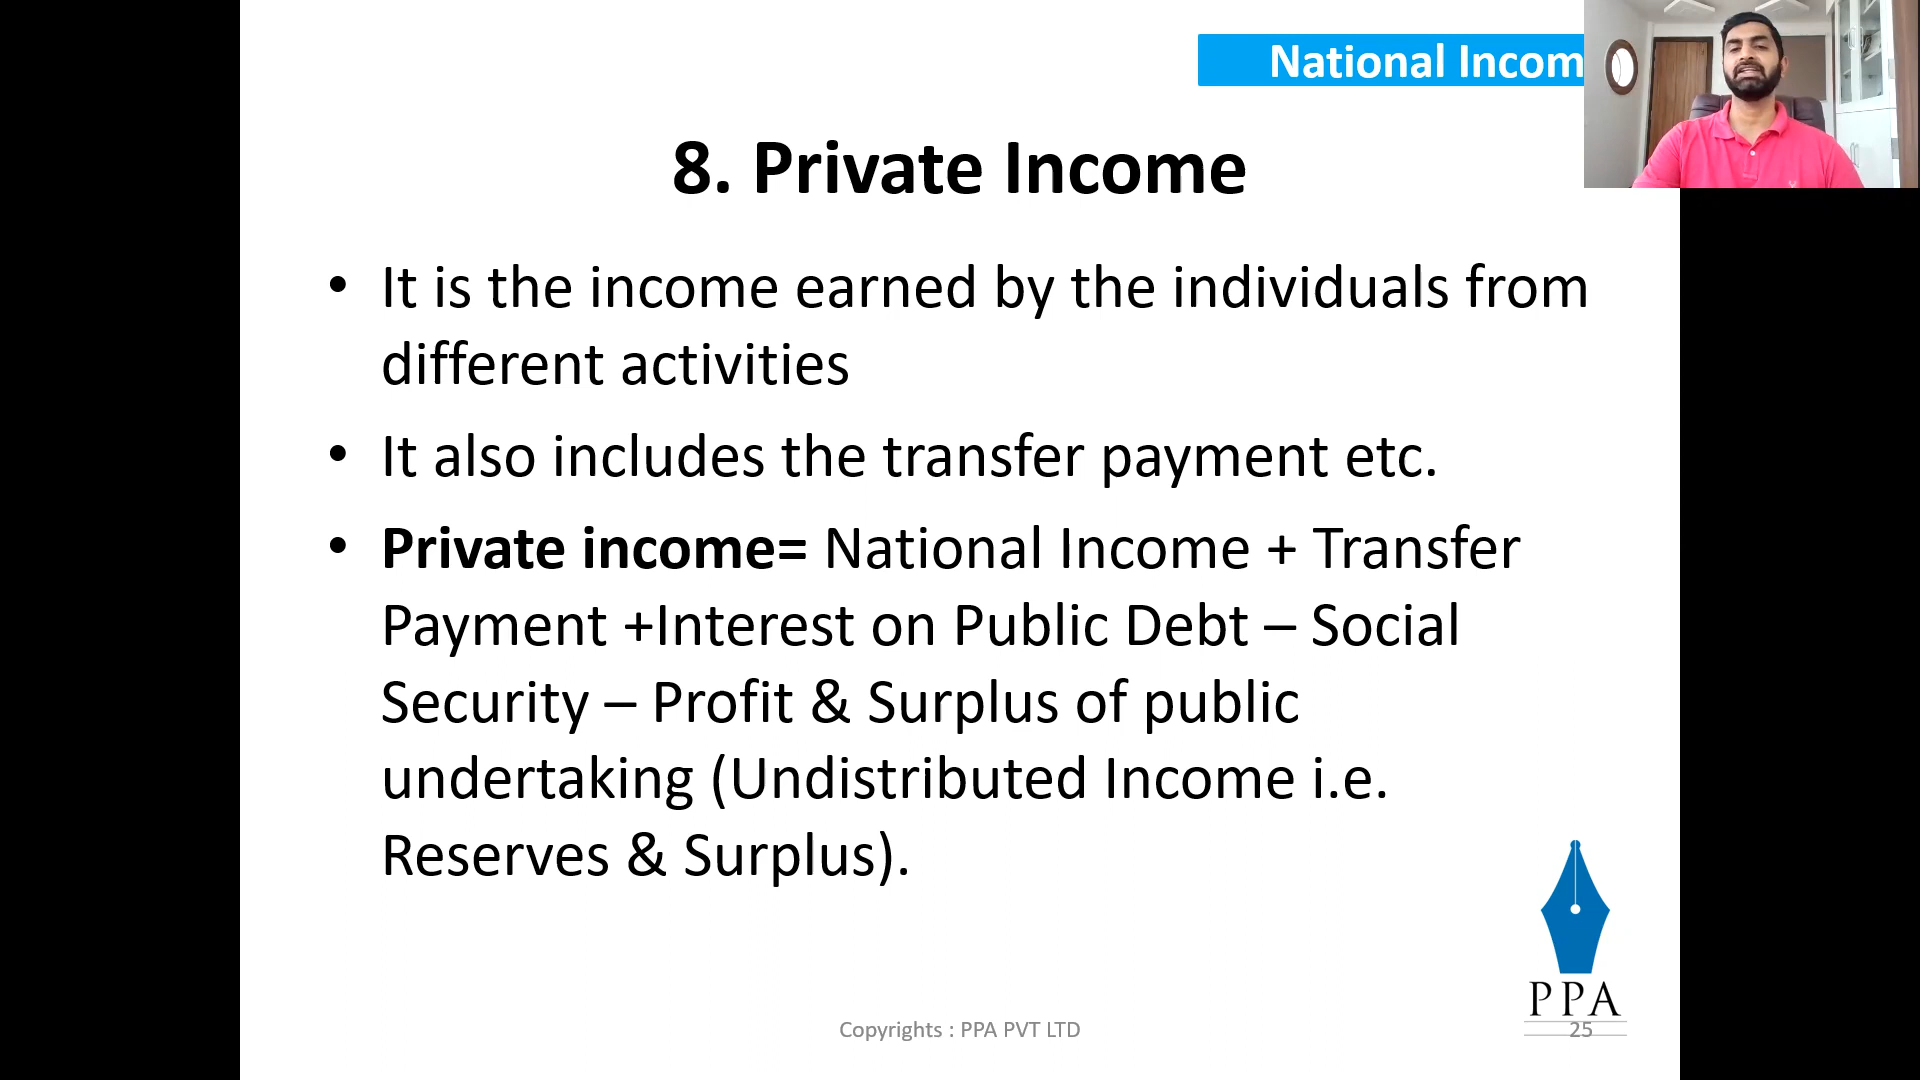 National Incom
8. Private Income
• It is the income earned by the individuals from
different activities
• It also includes the transfer payment etc.
• Private income= National Income + Transfer
Payment +Interest on Public Debt – Social
Security – Profit & Surplus of public
undertaking (Undistributed Income i.e.
Reserves & Surplus).
PPA
Copyrights : PPA PVT LTD
25